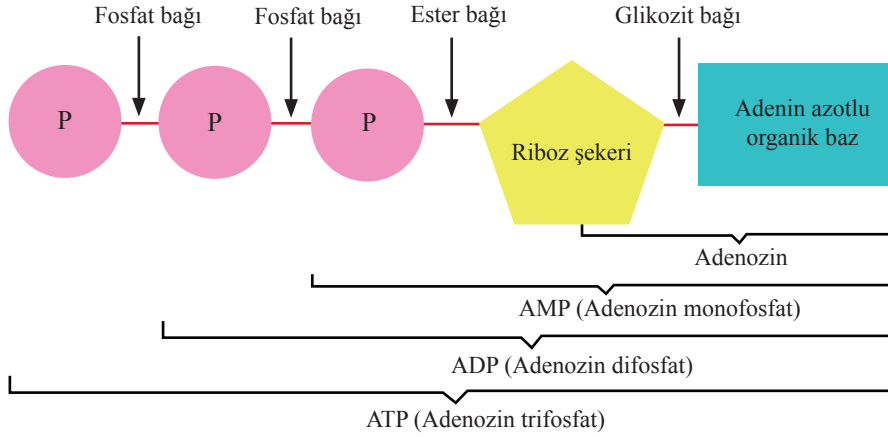 Fosfat bağı
Fosfat bağı
Ester bağı
Glikozit bağı
P
P
P
Riboz şekeri
Adenin azotlu
organik baz
Adenozin
AMP (Adenozin monofosfat)
ADP (Adenozin difosfat)
ATP (Adenozin trifosfat)